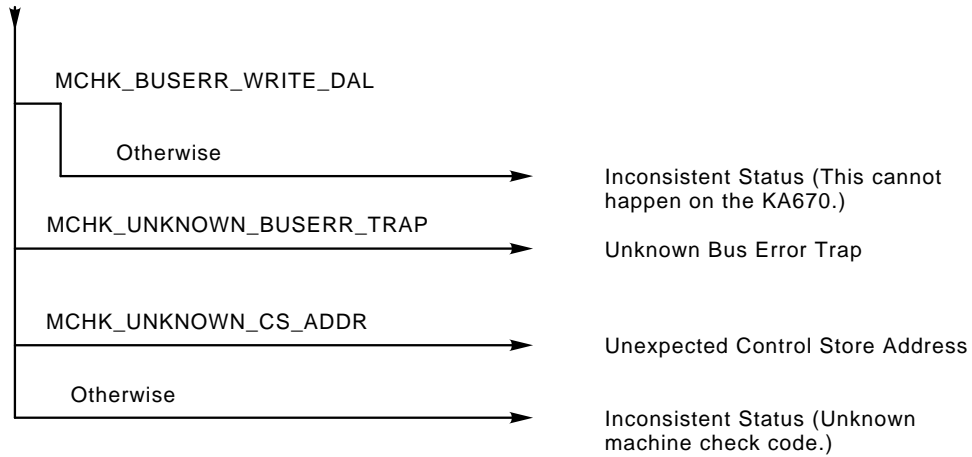 MCHK_BUSERR_WRITE_DAL
Otherwise
Inconsistent Status (This cannot
happen on the KA670.)
MCHK_UNKNOWN_BUSERR_TRAP
Unknown Bus Error Trap
MCHK_UNKNOWN_CS_ADDR
Unexpected Control Store Address
Otherwise
Inconsistent Status (Unknown
machine check code.)